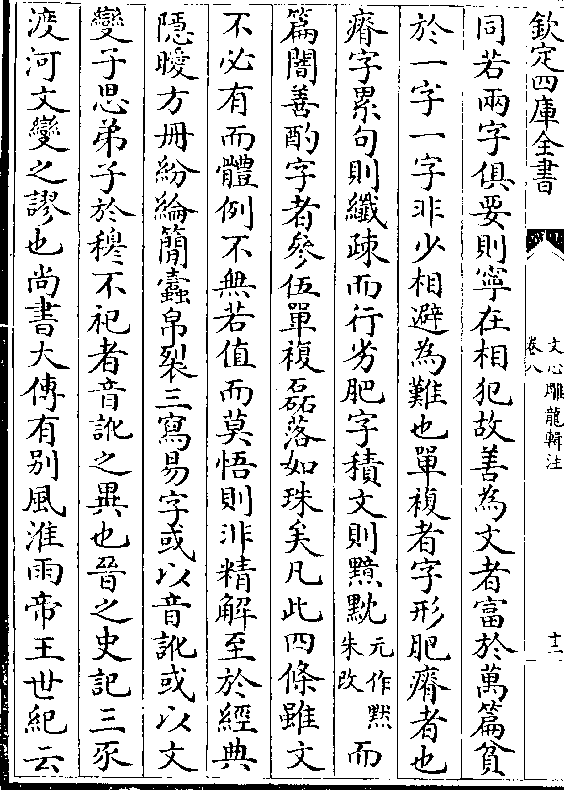 欽定四庫全書
文心雕龍輯注
卷八
十二
同若兩字俱要則寧在相犯故善為文者富於萬篇貧
於一字一字非少相避為難也單複者字形肥瘠者也
瘠字累句則纖疎而行劣肥字積文則黯黕元作黙朱改而
篇闇善酌字者參伍單複磊落如珠矣凡此四條雖文
不必有而體例不無若值而莫悟則非精解至於經典
隱曖方冊紛綸簡蠹帛裂三寫易字或以音訛或以文
變子思弟子於穆不祀者音訛之異也晉之史記三豕
渡河文變之謬也尚書大傳有别風淮雨帝王世紀云